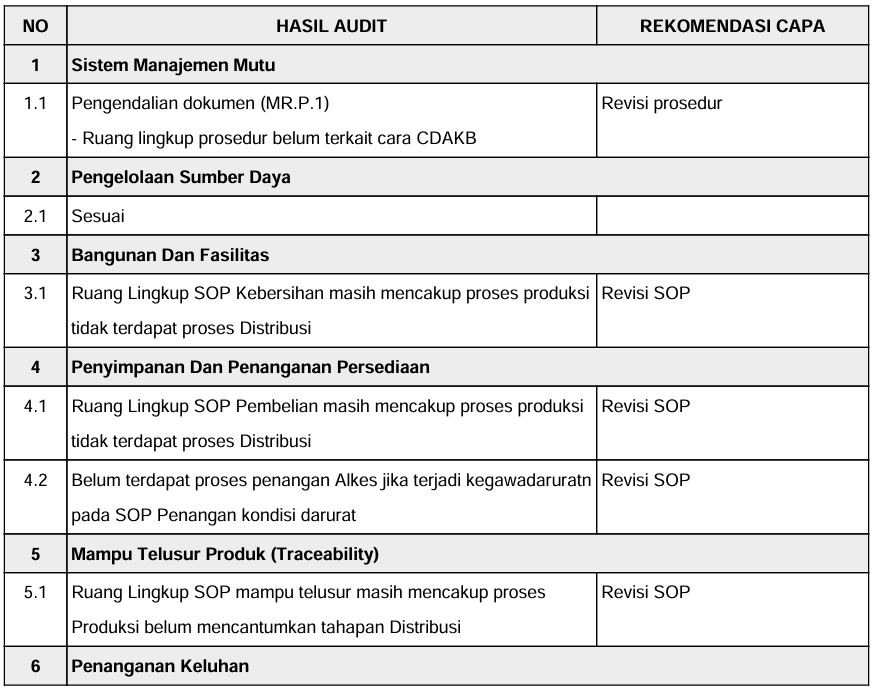 NO HASIL AUDIT REKOMENDASI CAPA
1 Sistem Manajemen Mutu
1.1 Pengendalian dokumen (MR.P.1) Revisi prosedur
- Ruang lingkup prosedur belum terkait cara CDAKB
2 Pengelolaan Sumber Daya
2.1 Sesuai
3 Bangunan Dan Fasilitas
3.1 Ruang Lingkup SOP Kebersihan masih mencakup proses produksi Revisi SOP
tidak terdapat proses Distribusi
4 Penyimpanan Dan Penanganan Persediaan
4.1 Ruang Lingkup SOP Pembelian masih mencakup proses produksi Revisi SOP
tidak terdapat proses Distribusi
4.2 Belum terdapat proses penangan Alkes jika terjadi kegawadaruratn Revisi SOP
pada SOP Penangan kondisi darurat
5 Mampu Telusur Produk (Traceability)
5.1 Ruang Lingkup SOP mampu telusur masih mencakup proses Revisi SOP
Produksi belum mencantumkan tahapan Distribusi
6 Penanganan Keluhan